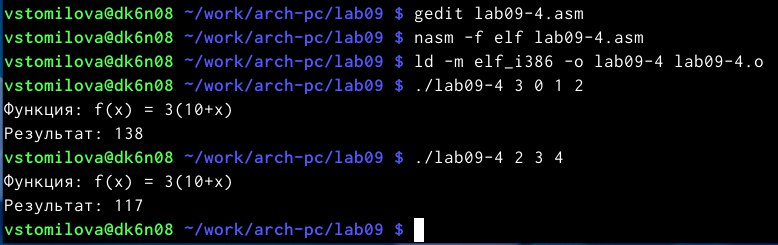 vstomilova@dk6n08 ~/work/arch-pc/lab09 $ gedit lab09-4.asm
vstomilova@dk6n08 ~/work/arch-pc/lab09 $ nasm -f elf lab09-4.asm
vstomilova@dk6n08 ~/work/arch-pc/lab09 $ ld -m elf_i386 -o lab09-4 lab09-4.o
vstomilova@dk6n08 ~/work/arch-pc/lab09 $ ./lab09-4 3 0 1 2
Функция: f(x) = 3(10+x)
Результат: 138
vstomilova@dk6n08 ~/work/arch-pc/lab09 $ ./lab09-4 2 3 4
Функция: f(x) = 3(10+x)
Результат: 117
vstomilova@dk6n08 ~/work/arch-pc/lab09 $